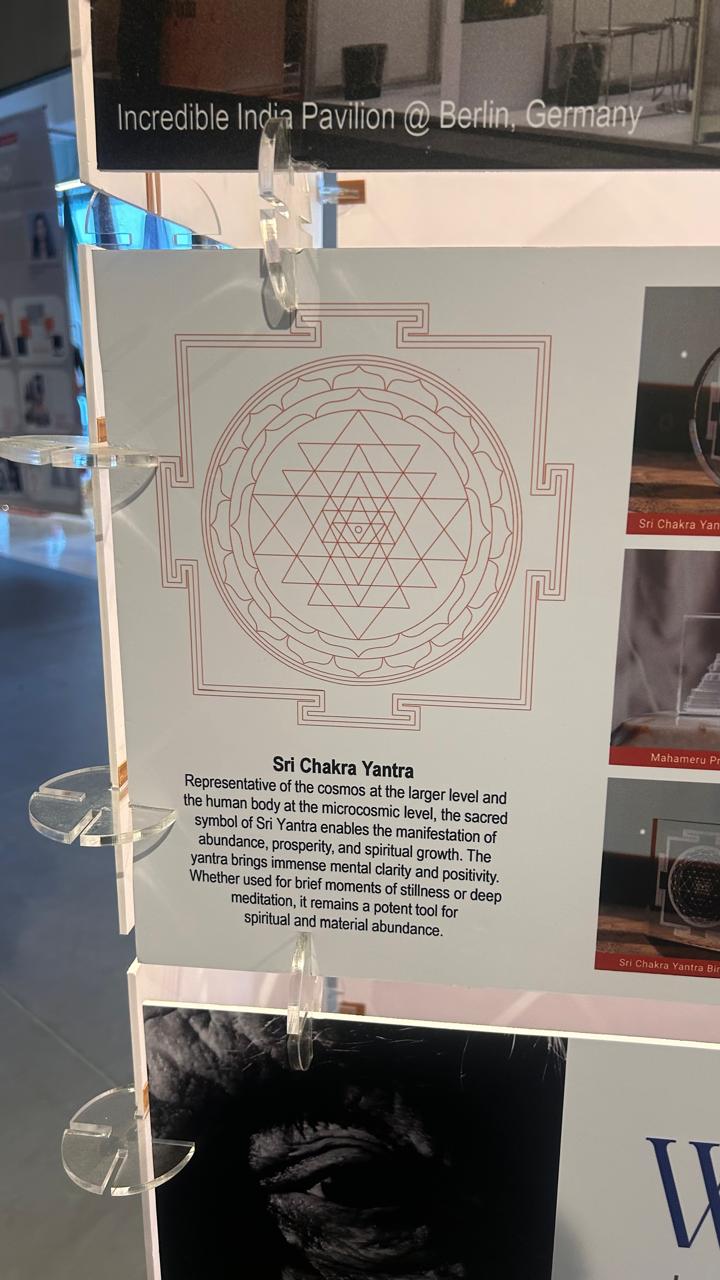 Incredible India Pavilion @ Berlin, Germany
Sri Chakra Yantra
Representative of the cosmos at the larger level and
the human body at the microcosmic level, the sacred
symbol of Sri Yantra enables the manifestation of
abundance, prosperity, and spiritual growth. The
yantra brings immense mental clarity and positivity.
Whether used for brief moments of stillness or deep
meditation, it remains a potent tool for
spiritual and material abundance.
Sri Chakra Yan
Mahameru Pr
Sri Chakra Yantra Bir
W